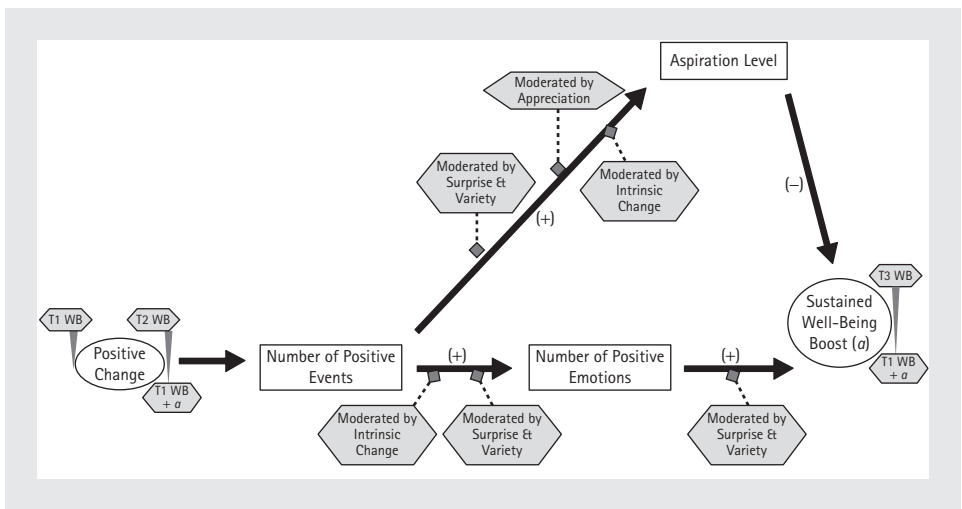 Aspiration Level
Moderated by
Appreciation
Moderated by
Surprise &
Variety
Moderated by
Intrinsic
Change
(+)
(–)
T1 WB
T2 WB
Positive
Change
T1 WB
+ a
Number of Positive
Events
(+)
Moderated by
Intrinsic
Change
Moderated by
Surprise &
Variety
Number of Positive
Emotions
(+)
Moderated by
Surprise &
Variety
T3 WB
Sustained
Well-Being
Boost (a)
T1 WB
+ a